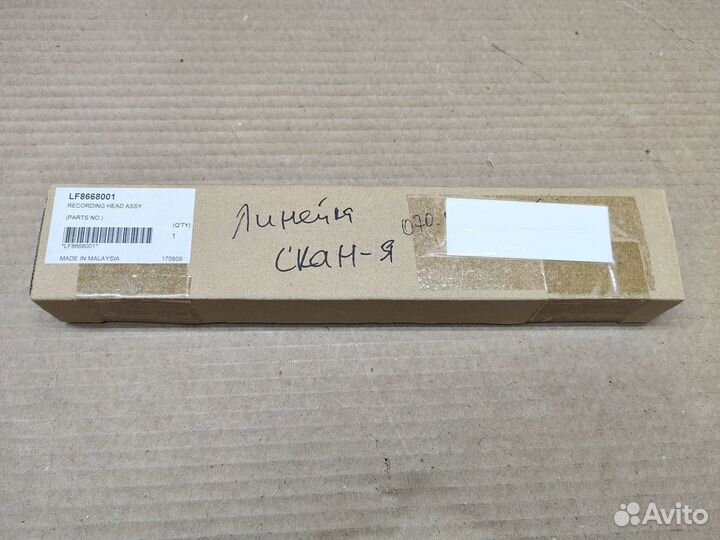 LF8668001
RECORDING HEAD ASSY
(PARTS NO.)
(Q'TY)
1
*LF8668001*
MADE IN MALAYSIA 170809
Линейка
скан-я
070.
Avito